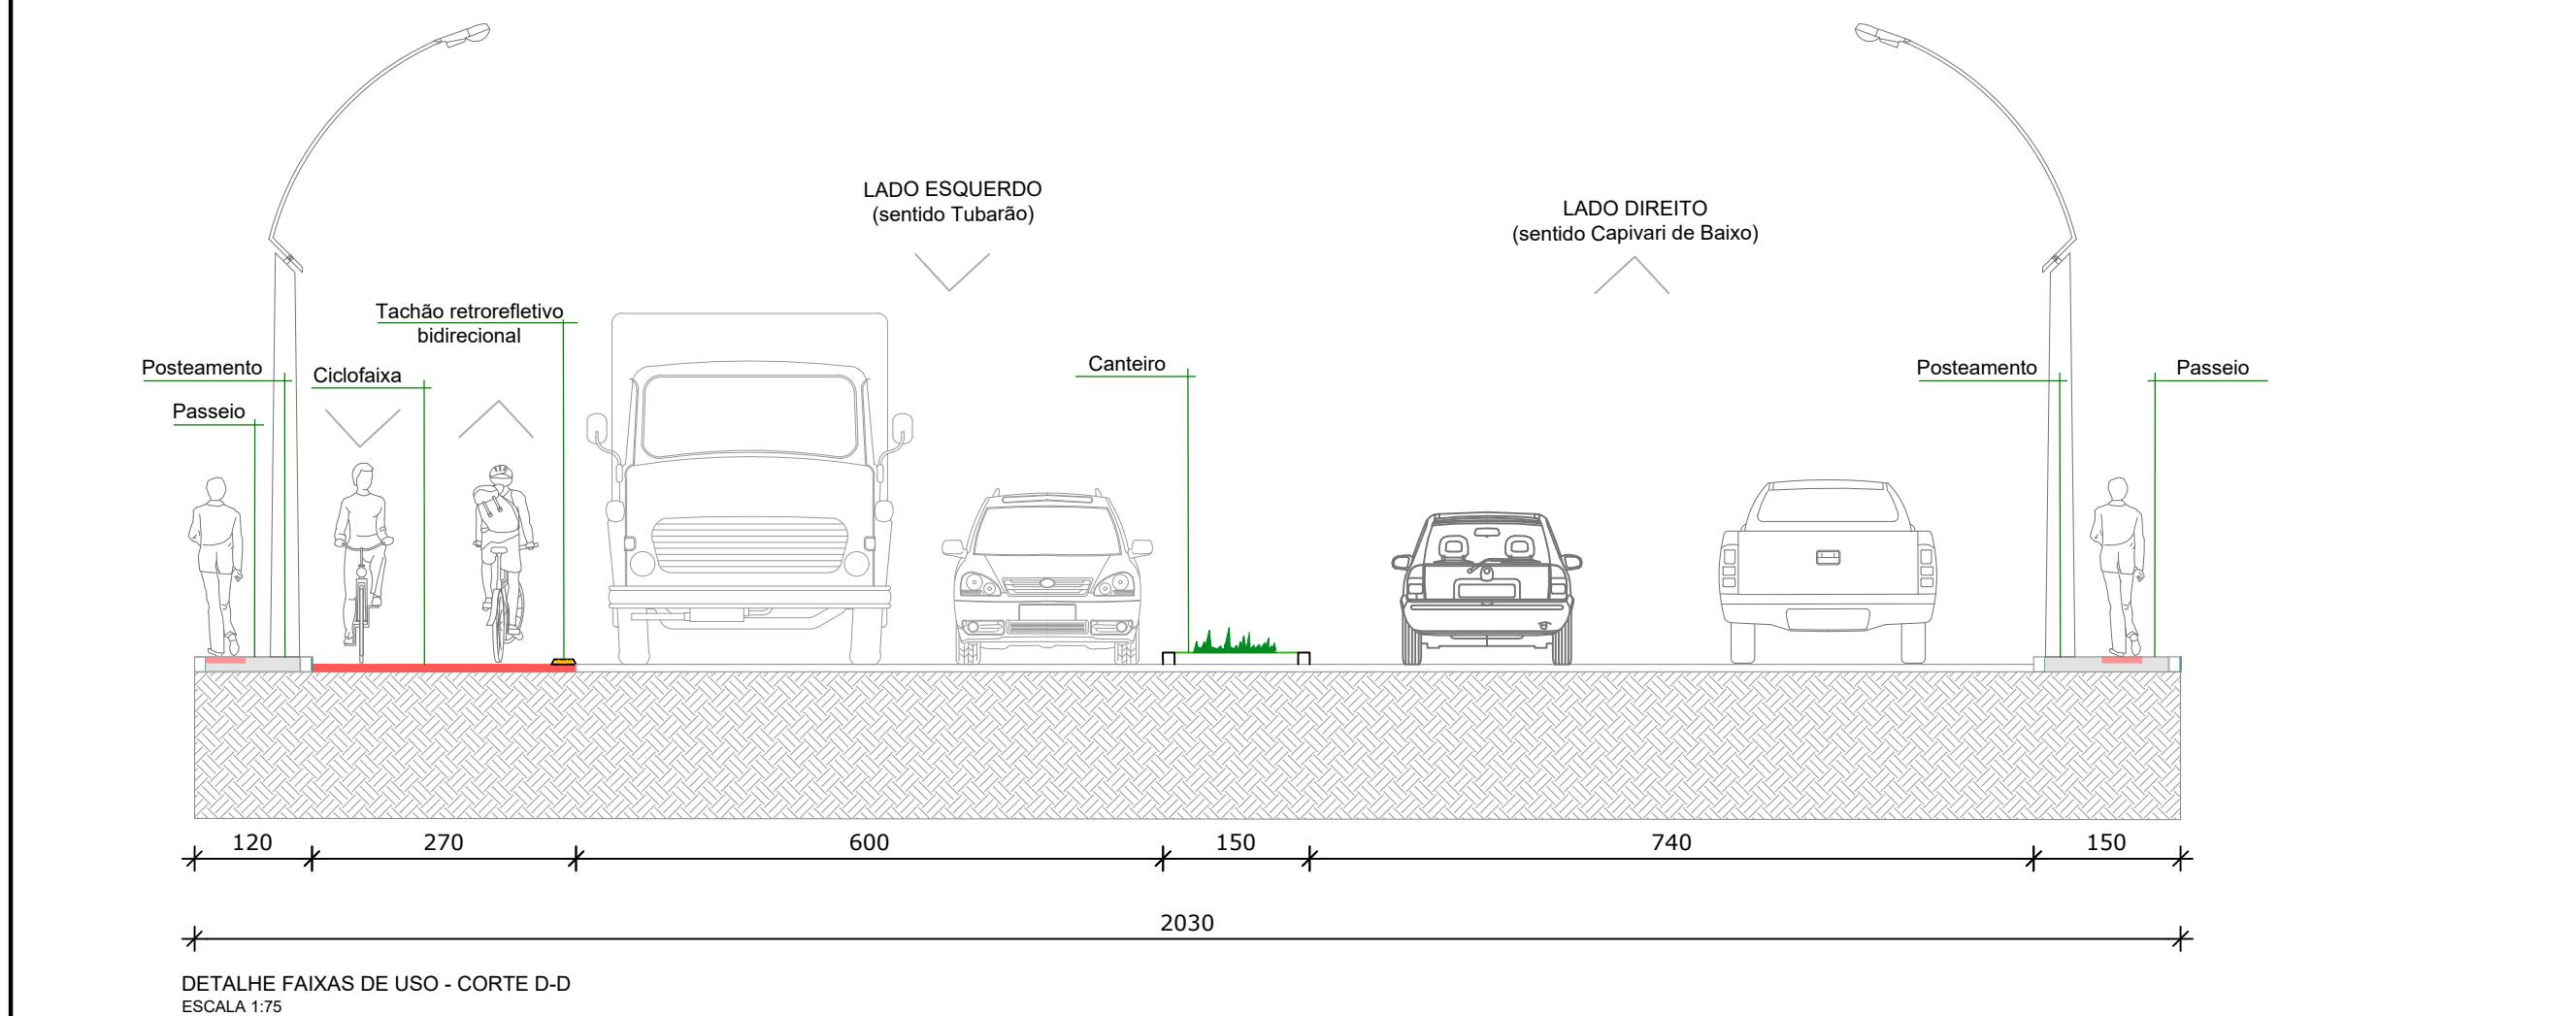 LADO ESQUERDO
(sentido Tubarão)
LADO DIREITO
(sentido Capivari de Baixo)
Tachão retrorefletivo
bidirecional
Posteamento
Ciclofaixa
Passeio
Canteiro
Posteamento
Passeio
120
270
600
150
740
150
2030
DETALHE FAIXAS DE USO - CORTE D-D
ESCALA 1:75